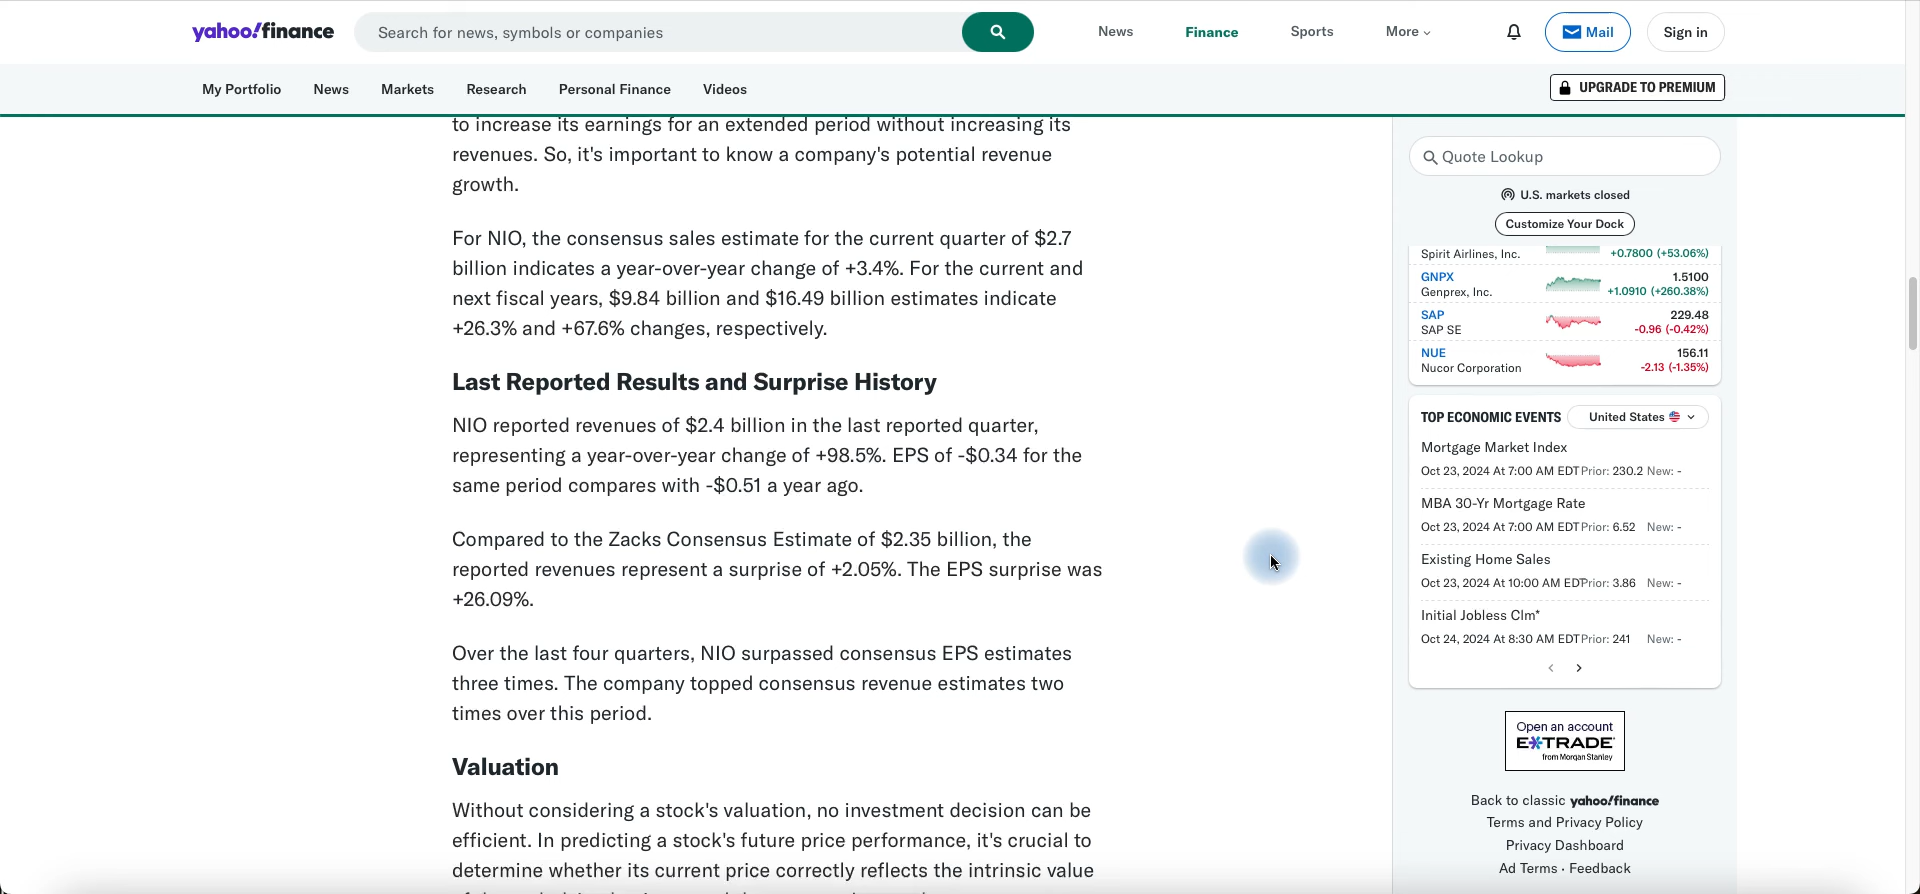 yahoo!finance
Search for news, symbols or companies
News
Finance
Sports
More
Mail
Sign in
My Portfolio
News
Markets
Research
Personal Finance
Videos
UPGRADE TO PREMIUM
to increase its earnings for an extended period without increasing its
revenues. So, it's important to know a company's potential revenue
growth.
For NIO, the consensus sales estimate for the current quarter of $2.7
billion indicates a year-over-year change of +3.4%. For the current and
next fiscal years, $9.84 billion and $16.49 billion estimates indicate
+26.3% and +67.6% changes, respectively.
Last Reported Results and Surprise History
NIO reported revenues of $2.4 billion in the last reported quarter,
representing a year-over-year change of +98.5%. EPS of -$0.34 for the
same period compares with -$0.51 a year ago.
Compared to the Zacks Consensus Estimate of $2.35 billion, the
reported revenues represent a surprise of +2.05%. The EPS surprise was
+26.09%.
Over the last four quarters, NIO surpassed consensus EPS estimates
three times. The company topped consensus revenue estimates two
times over this period.
Valuation
Without considering a stock's valuation, no investment decision can be
efficient. In predicting a stock's future price performance, it's crucial to
determine whether its current price correctly reflects the intrinsic value
Quote Lookup
U.S. markets closed
Customize Your Dock
Spirit Airlines, Inc. +0.7800 (+53.06%)
GNPX 1.5100
Genprex, Inc. +1.0910 (+260.38%)
SAP 229.48
SAP SE -0.96 (-0.42%)
NUE 156.11
Nucor Corporation -2.13 (-1.35%)
TOP ECONOMIC EVENTS United States
Mortgage Market Index
Oct 23, 2024 At 7:00 AM EDT Prior: 230.2 New: -
MBA 30-Yr Mortgage Rate
Oct 23, 2024 At 7:00 AM EDT Prior: 6.52 New: -
Existing Home Sales
Oct 23, 2024 At 10:00 AM EDT Prior: 3.86 New: -
Initial Jobless Clm*
Oct 24, 2024 At 8:30 AM EDT Prior: 241 New: -
Open an account
E*TRADE
from Morgan Stanley
Back to classic yahoo!finance
Terms and Privacy Policy
Privacy Dashboard
Ad Terms · Feedback